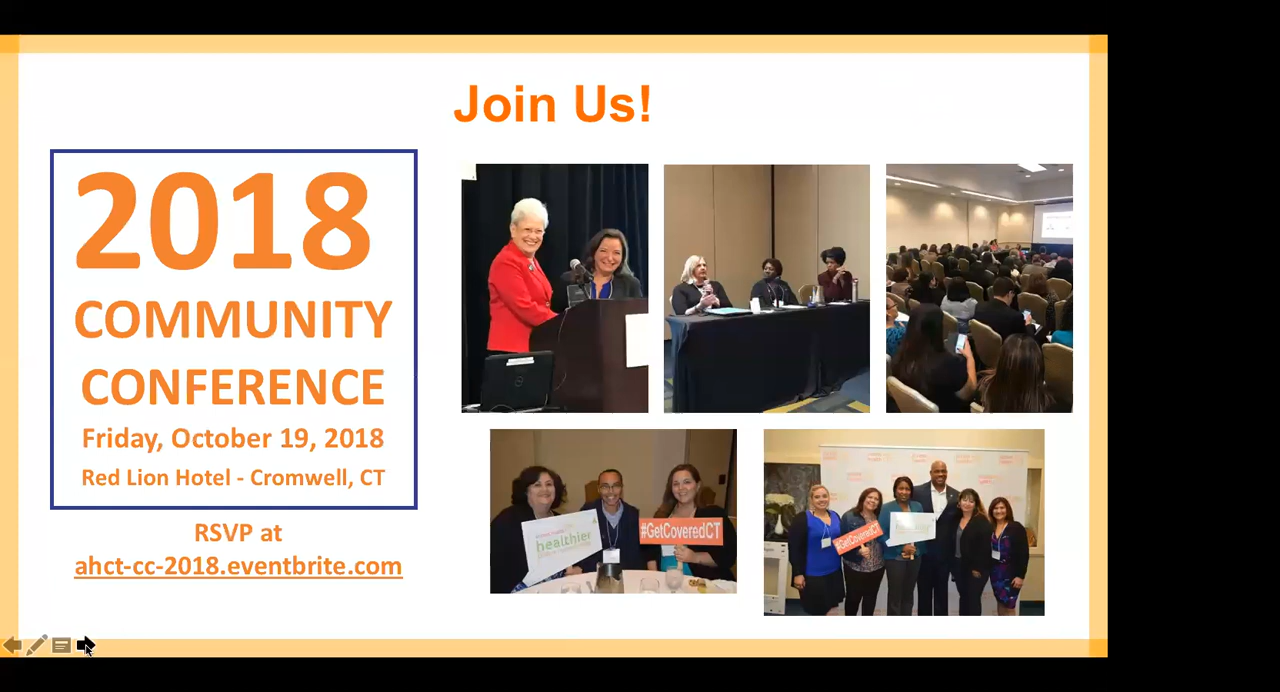 Join Us!
2018
COMMUNITY
CONFERENCE
Friday, October 19, 2018
Red Lion Hotel - Cromwell, CT
RSVP at
ahct-cc-2018.eventbrite.com
healthier
#GetCoveredCT
#GetCoveredCT